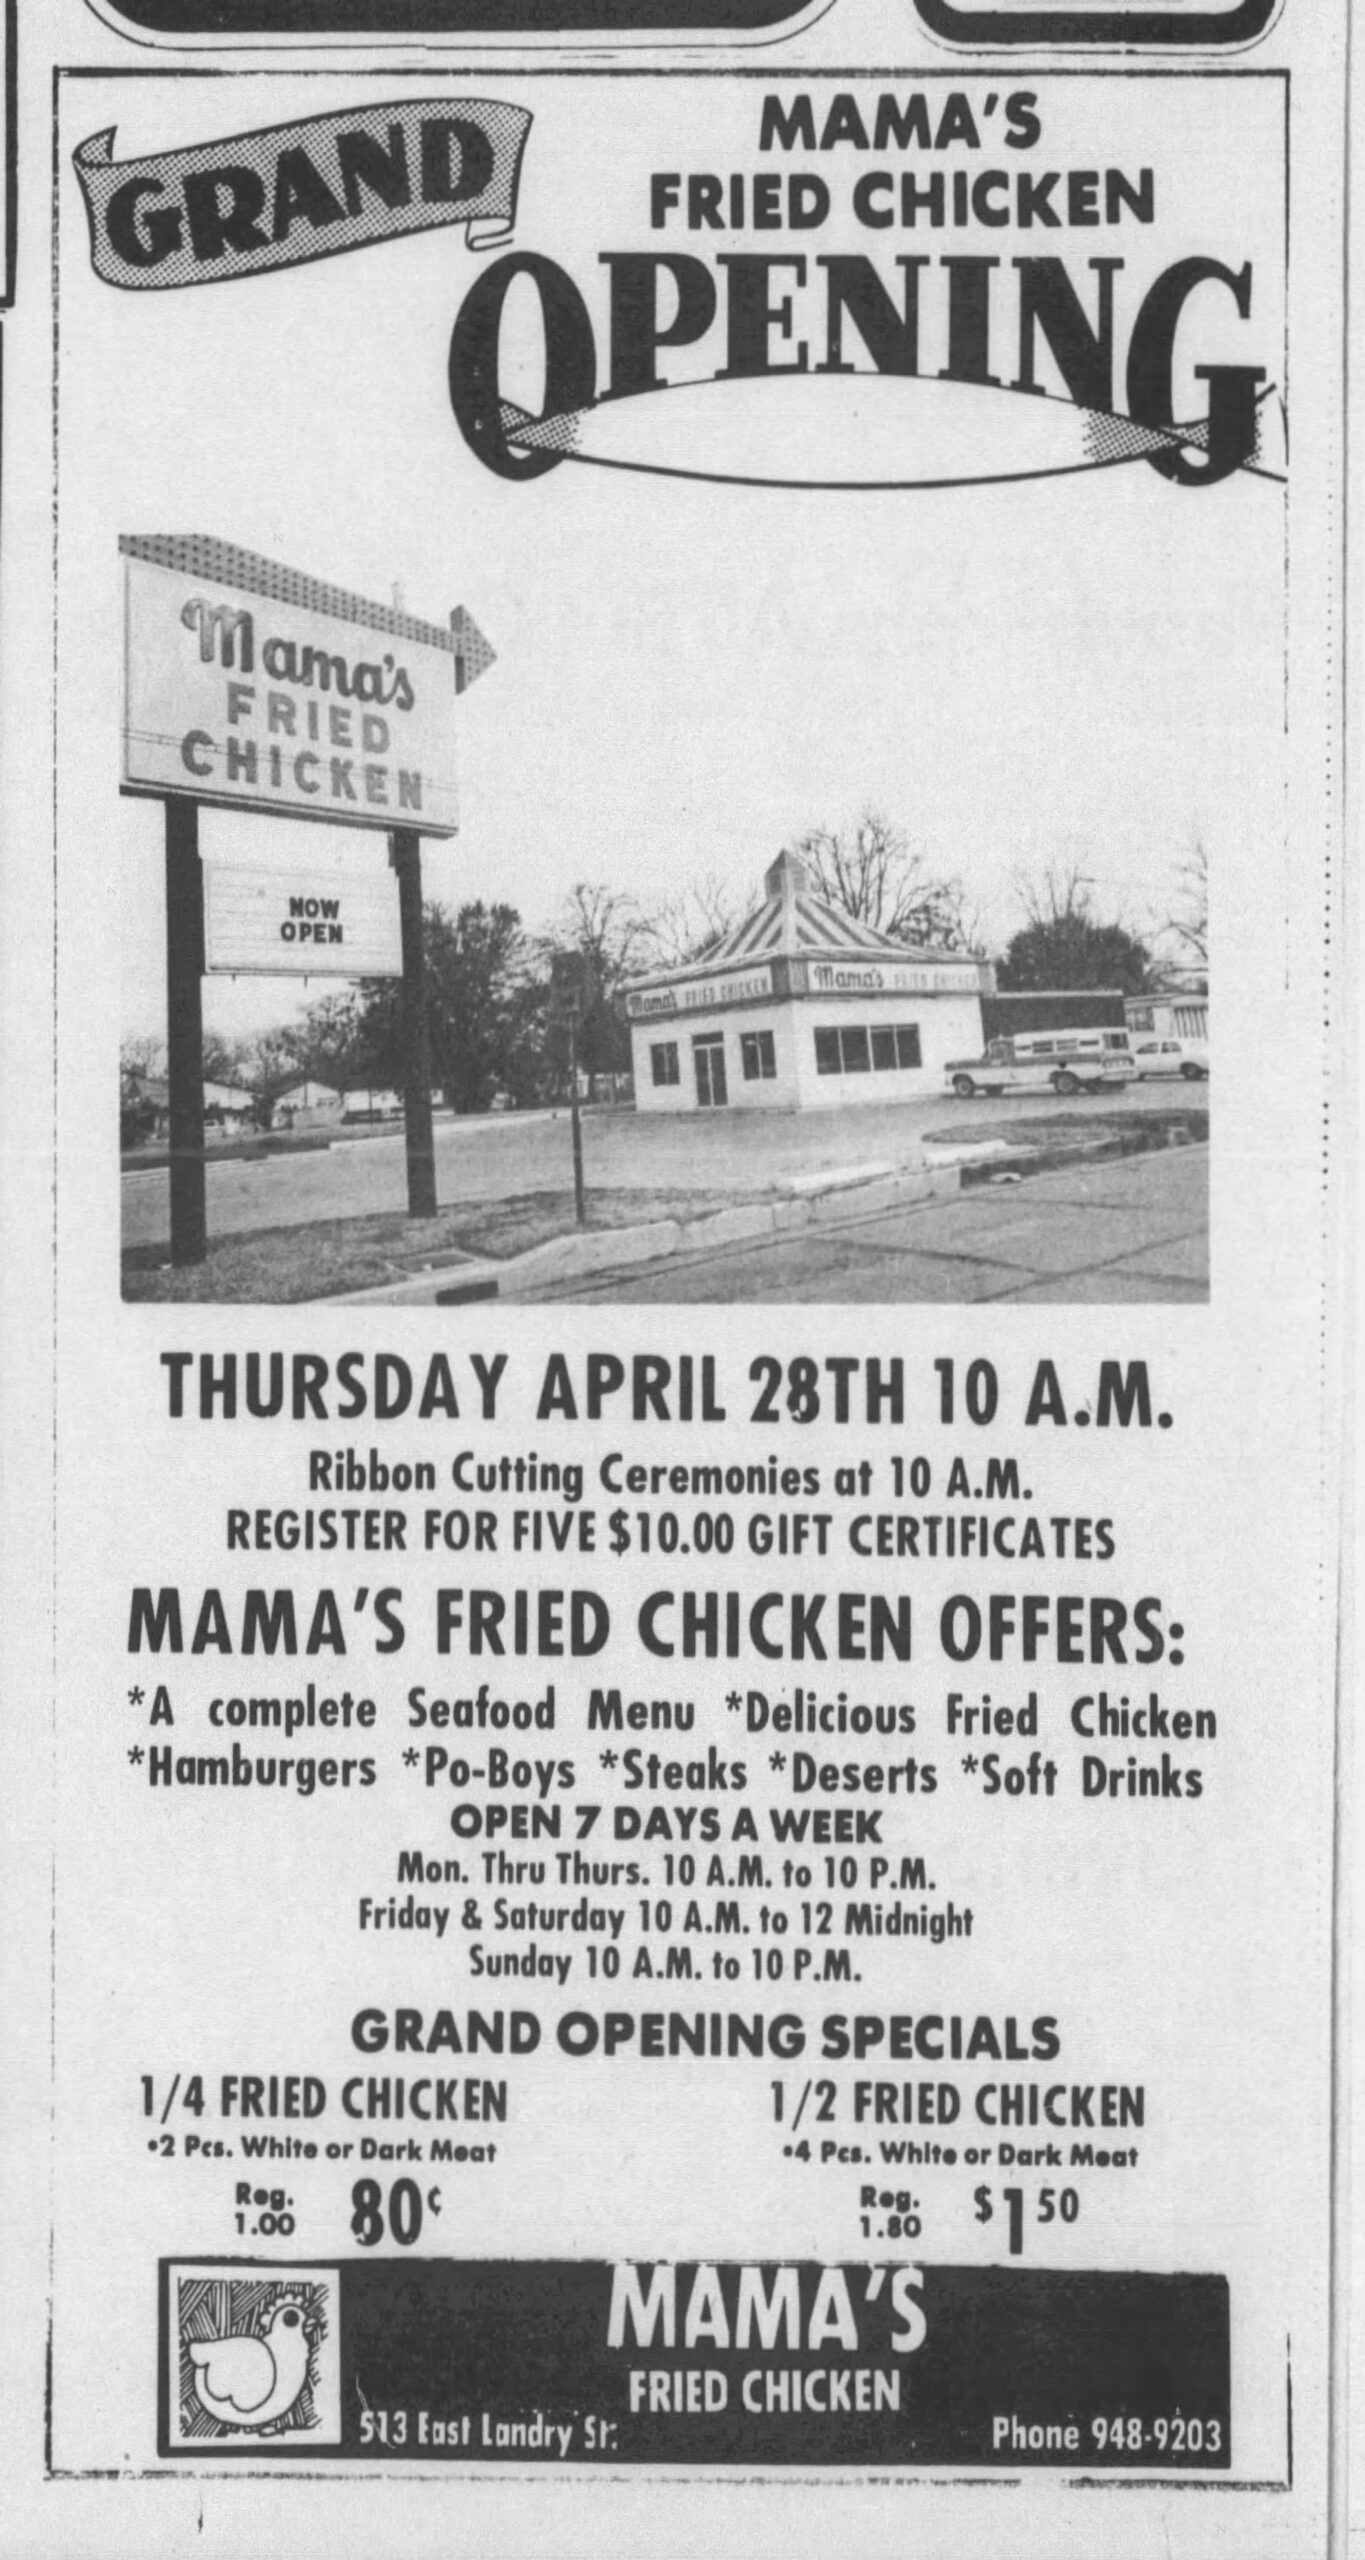 GRAND
MAMA'S
FRIED CHICKEN
OPENING
Mama's
FRIED
CHICKEN
NOW
OPEN
Mama's FRIED CHICKEN
Mama's FRIED CHICKEN
THURSDAY APRIL 28TH 10 A.M.
Ribbon Cutting Ceremonies at 10 A.M.
REGISTER FOR FIVE $10.00 GIFT CERTIFICATES
MAMA'S FRIED CHICKEN OFFERS:
*A complete Seafood Menu *Delicious Fried Chicken
*Hamburgers *Po-Boys *Steaks *Deserts *Soft Drinks
OPEN 7 DAYS A WEEK
Mon. Thru Thurs. 10 A.M. to 10 P.M.
Friday & Saturday 10 A.M. to 12 Midnight
Sunday 10 A.M. to 10 P.M.
GRAND OPENING SPECIALS
1/4 FRIED CHICKEN
•2 Pcs. White or Dark Meat
Reg.
1.00 80¢
1/2 FRIED CHICKEN
•4 Pcs. White or Dark Meat
Reg.
1.80 $1 50
MAMA'S
FRIED CHICKEN
513 East Landry St.
Phone 948-9203